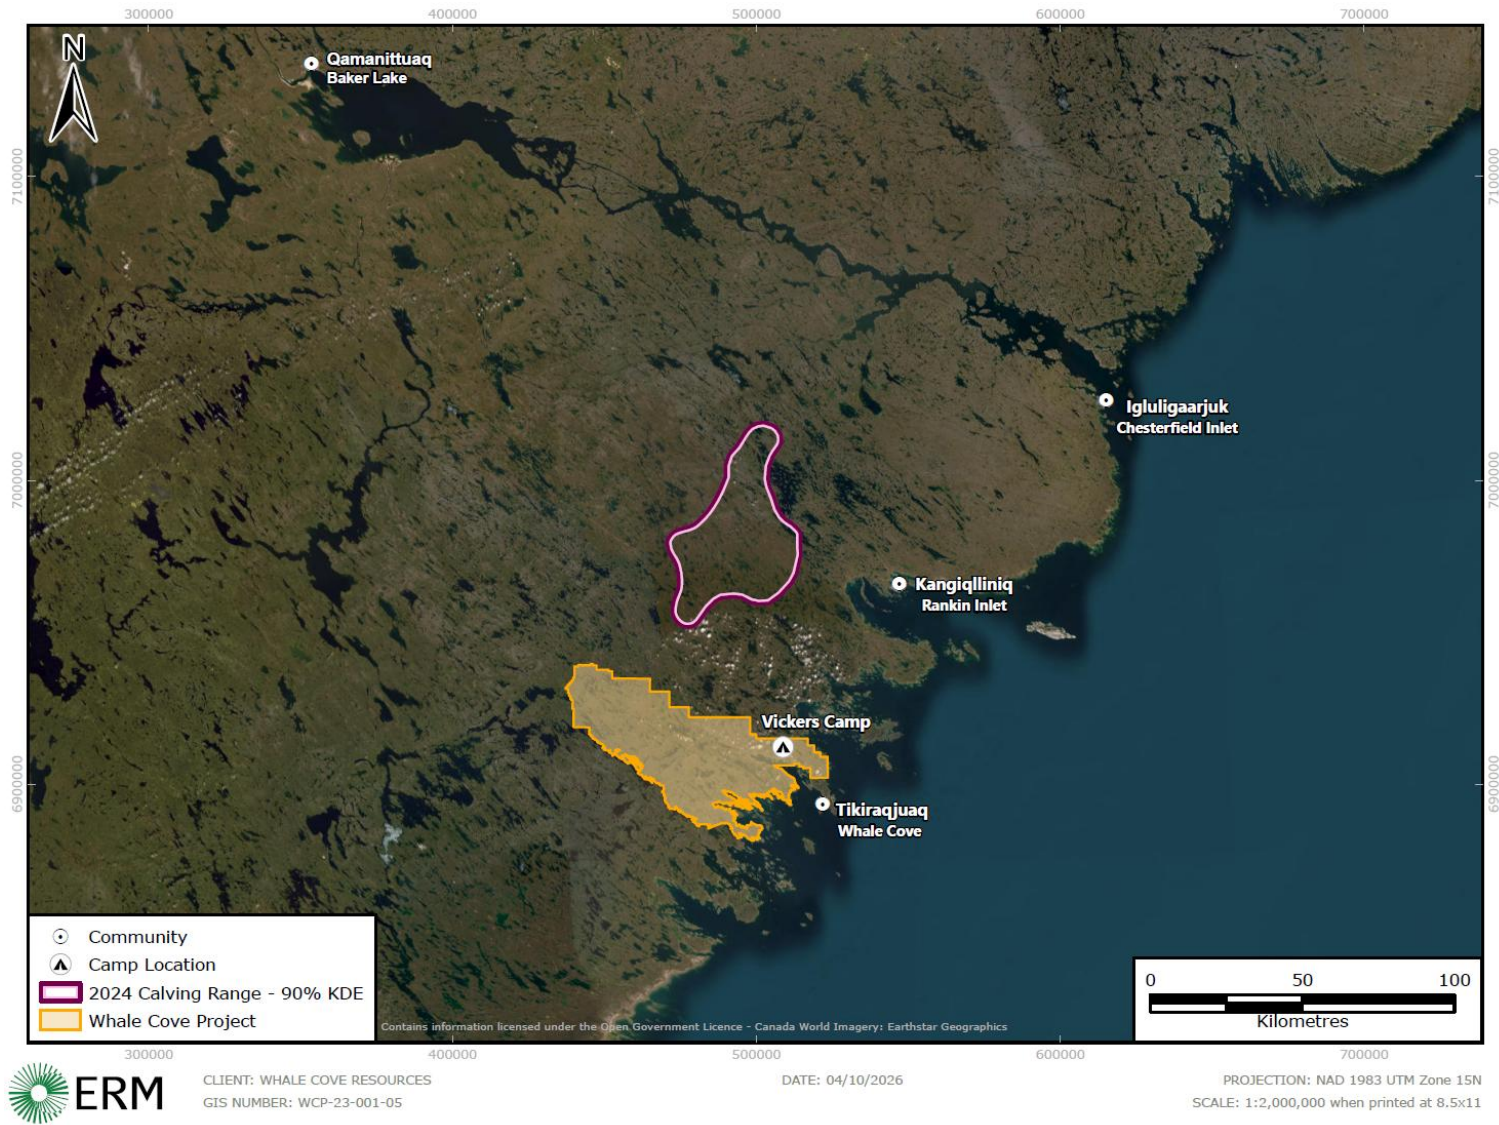 300000 400000 500000 600000 700000
N
Qamanittuaq
Baker Lake
7100000 7100000
Igluligaarjuk
Chesterfield Inlet
7000000 7000000
Kangiqlliniq
Rankin Inlet
Vickers Camp
6900000 6900000
Tikiraqjuaq
Whale Cove
Community
Camp Location
2024 Calving Range - 90% KDE
Whale Cove Project
Contains information licensed under the Open Government Licence - Canada World Imagery: Earthstar Geographics
0 50 100
Kilometres
300000 400000 500000 600000 700000
ERM
CLIENT: WHALE COVE RESOURCES
GIS NUMBER: WCP-23-001-05
DATE: 04/10/2026
PROJECTION: NAD 1983 UTM Zone 15N
SCALE: 1:2,000,000 when printed at 8.5x11